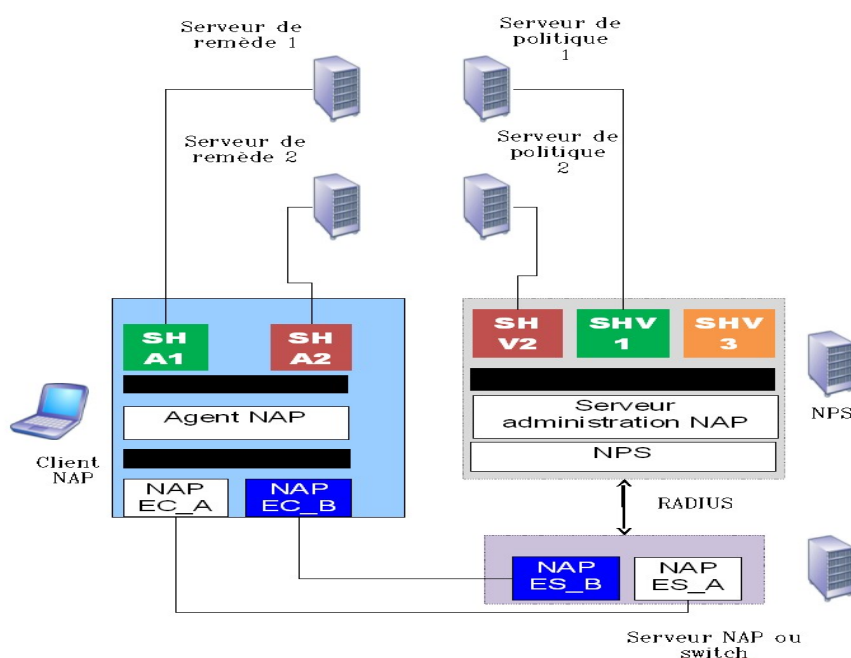 Serveur de
remède 1
Serveur de
politique
1
Serveur de
remède 2
Serveur de
politique
2
SH
A1
SH
A2
SH
V2
SHV
1
SHV
3
Agent NAP
Serveur
administration NAP
NPS
NPS
Client
NAP
NAP
EC_A
NAP
EC_B
RADIUS
NAP
ES_B
NAP
ES_A
Serveur NAP ou
switch